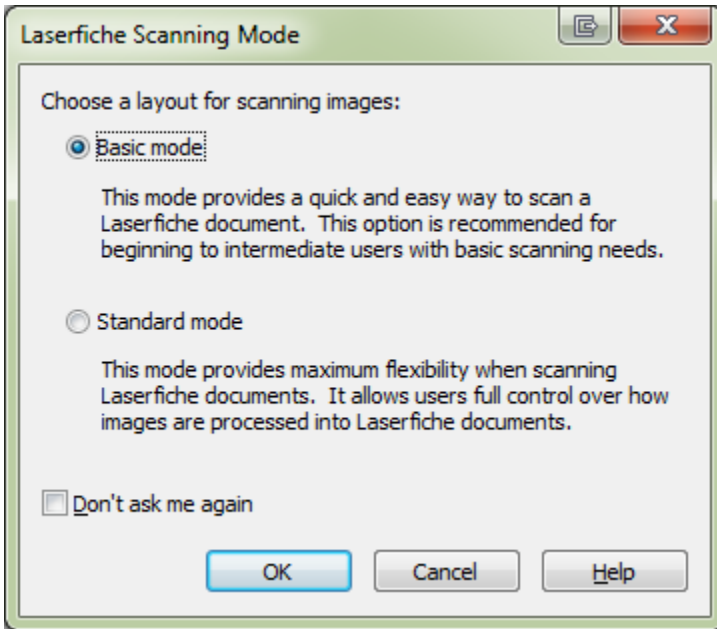 Laserfiche Scanning Mode
Choose a layout for scanning images:
Basic mode
This mode provides a quick and easy way to scan a
Laserfiche document.  This option is recommended for
beginning to intermediate users with basic scanning needs.
Standard mode
This mode provides maximum flexibility when scanning
Laserfiche documents.  It allows users full control over how
images are processed into Laserfiche documents.
Don't ask me again
OK Cancel Help